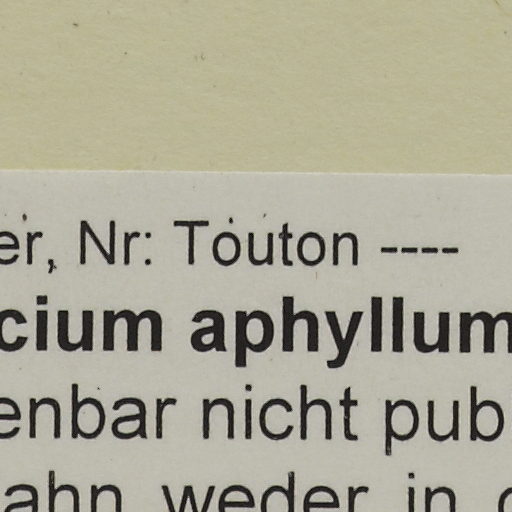 er, Nr: Touton ----
cium aphyllum
enbar nicht pub
ahn weder in